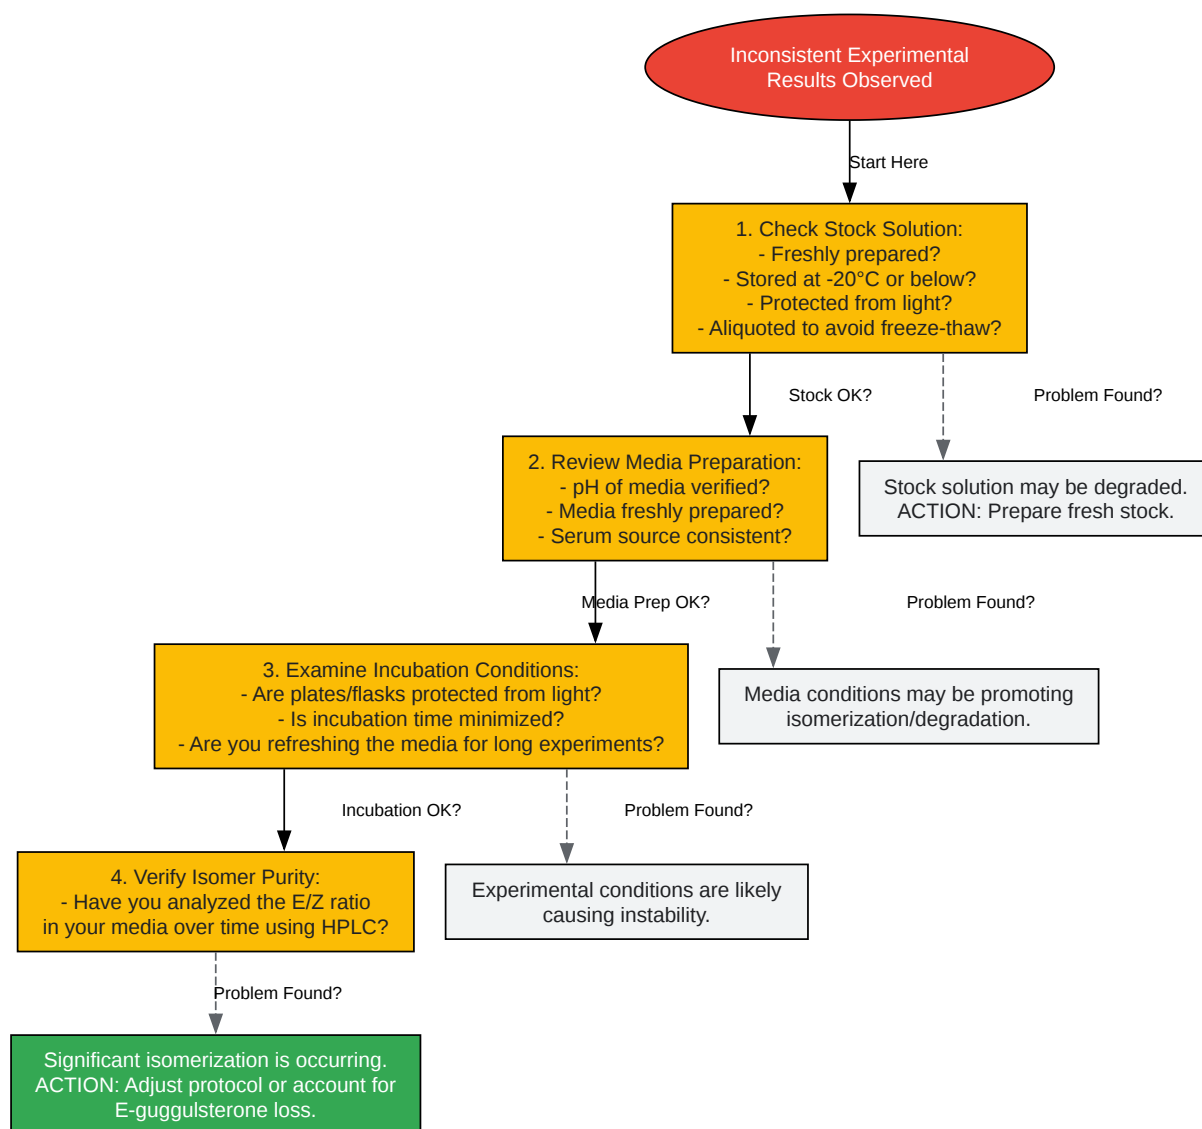 Inconsistent Experimental
Results Observed
Start Here
1. Check Stock Solution:
- Freshly prepared?
- Stored at -20°C or below?
- Protected from light?
- Aliquoted to avoid freeze-thaw?
Stock OK?
Problem Found?
2. Review Media Preparation:
- pH of media verified?
- Media freshly prepared?
- Serum source consistent?
Stock solution may be degraded.
ACTION: Prepare fresh stock.
Media Prep OK?
Problem Found?
3. Examine Incubation Conditions:
- Are plates/flasks protected from light?
- Is incubation time minimized?
- Are you refreshing the media for long experiments?
Media conditions may be promoting
isomerization/degradation.
Incubation OK?
Problem Found?
4. Verify Isomer Purity:
- Have you analyzed the E/Z ratio
in your media over time using HPLC?
Experimental conditions are likely
causing instability.
Problem Found?
Significant isomerization is occurring.
ACTION: Adjust protocol or account for
E-guggulsterone loss.